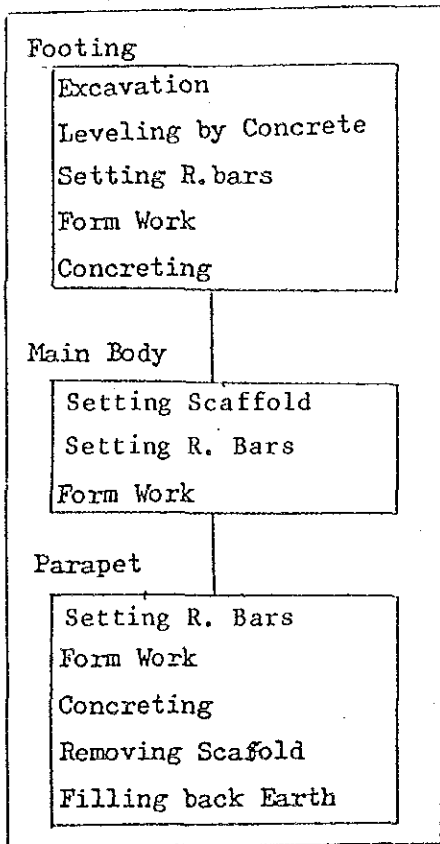 Footing
Excavation
Leveling by Concrete
Setting R.bars
Form Work
Concreting
Main Body
Setting Scaffold
Setting R. Bars
Form Work
Parapet
Setting R. Bars
Form Work
Concreting
Removing Scafold
Filling back Earth